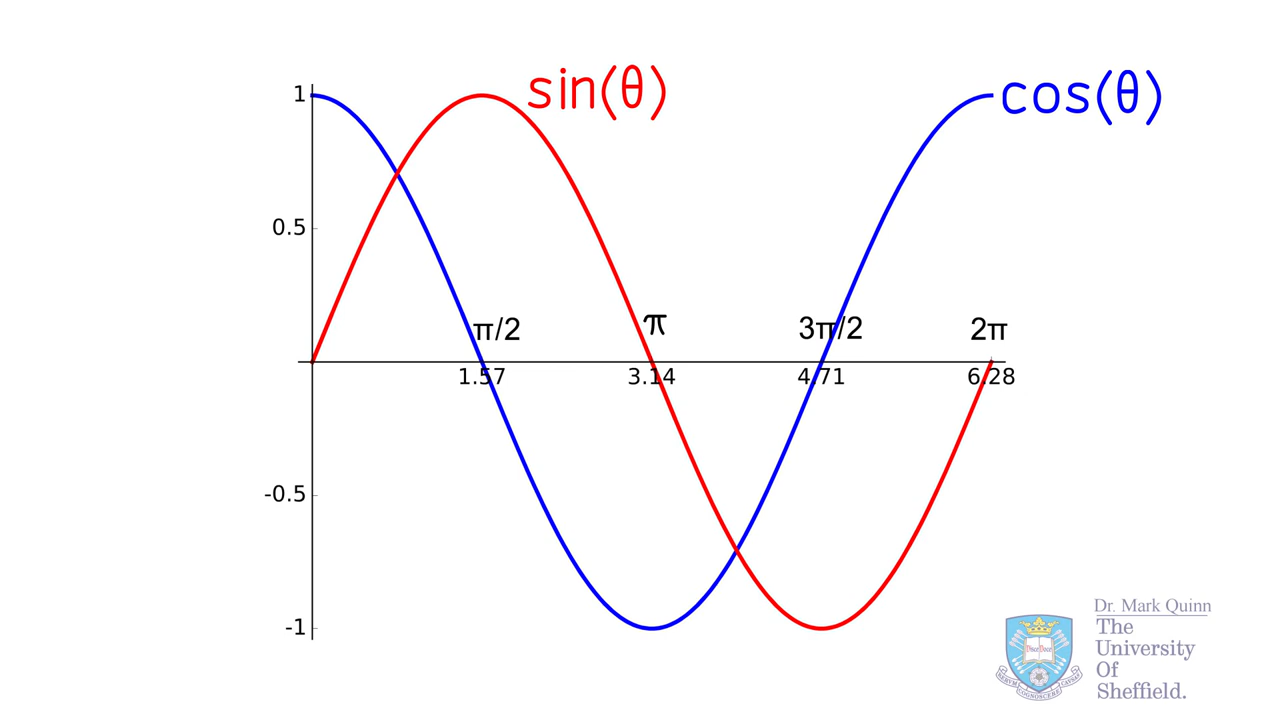 1
sin(θ)
cos(θ)
0.5
π/2
π
3π/2
2π
1.57
3.14
4.71
6.28
-0.5
-1
Dr. Mark Quinn
The
University
Of
Sheffield.